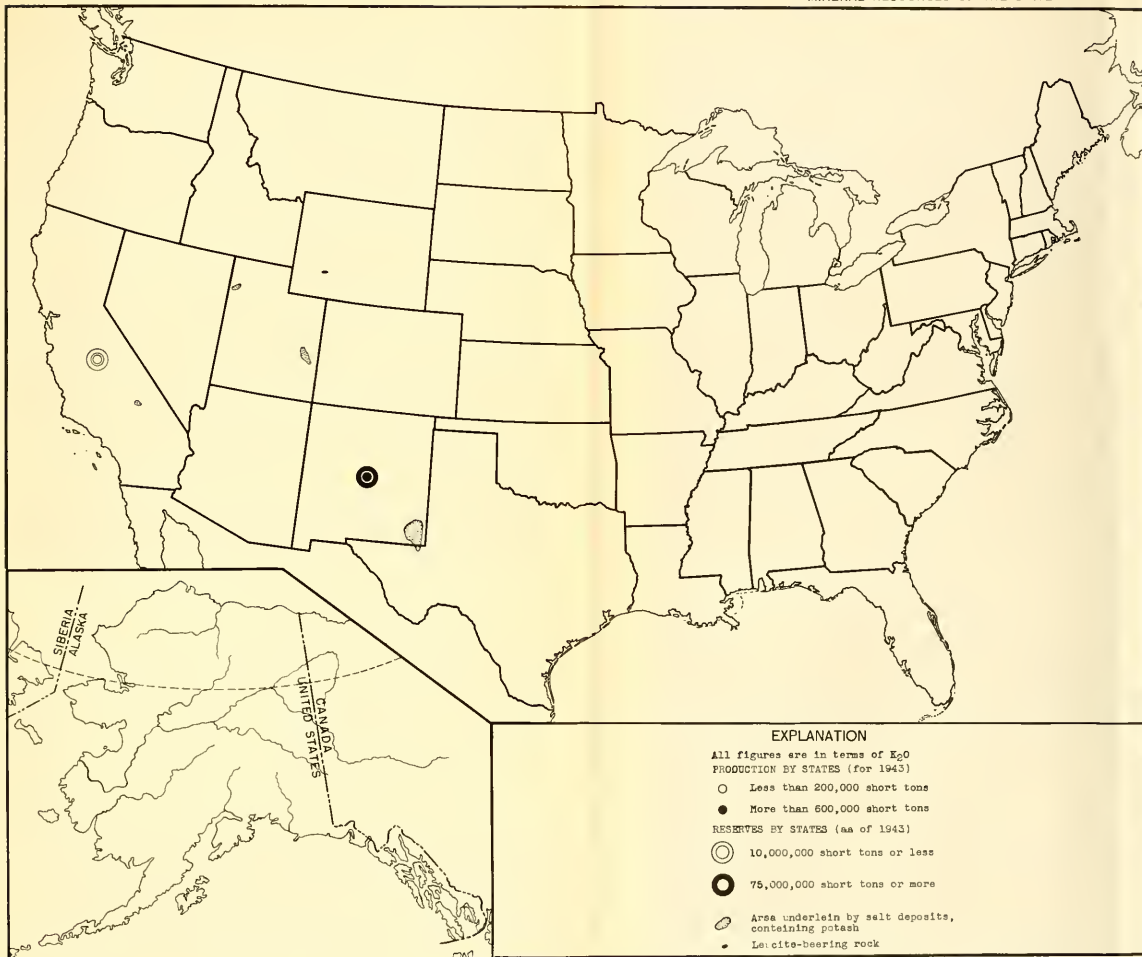 SIBERIA
ALASKA
CANADA
UNITED STATES
EXPLANATION
All figures are in terms of K2O
PRODUCTION BY STATES (for 1943)
Less than 200,000 short tons
More than 600,000 short tons
RESERVES BY STATES (as of 1943)
10,000,000 short tons or less
75,000,000 short tons or more
Area underlein by salt deposits,
conteining potash
Leucite-beering rock